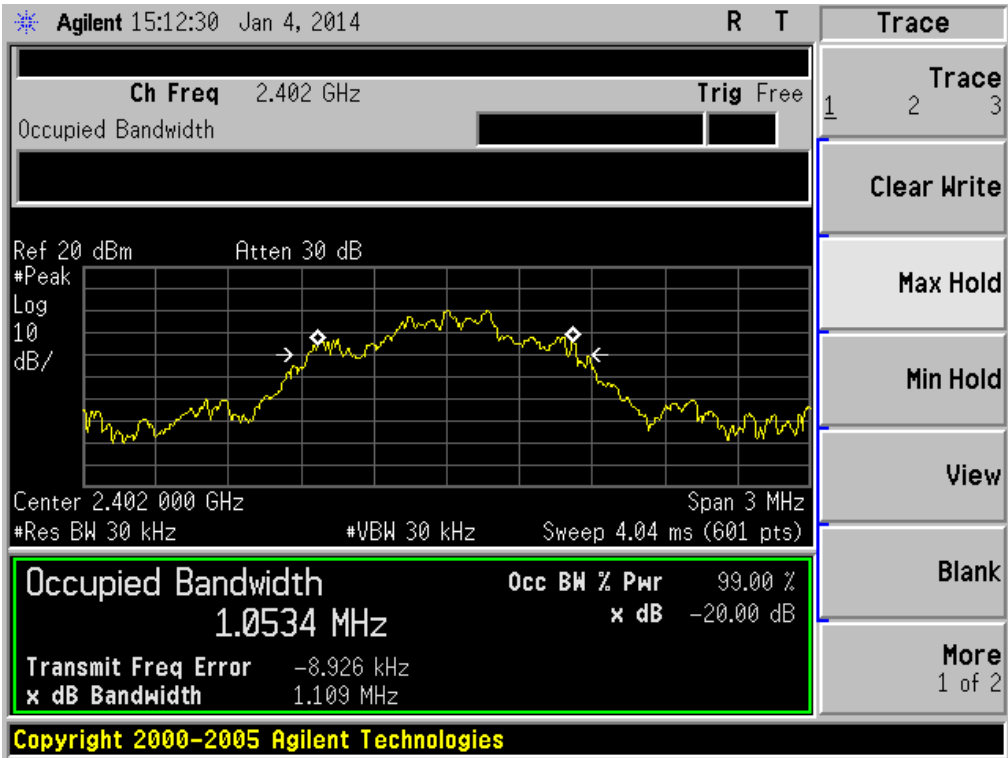 Agilent 15:12:30 Jan 4, 2014 R T
Trace
Ch Freq 2.402 GHz Trig Free
Occupied Bandwidth
Ref 20 dBm Atten 30 dB
#Peak
Log
10
dB/
Center 2.402 000 GHz Span 3 MHz
#Res BW 30 kHz #VBW 30 kHz Sweep 4.04 ms (601 pts)
Occupied Bandwidth Occ BW % Pwr 99.00 %
1.0534 MHz x dB -20.00 dB
Transmit Freq Error -8.926 kHz
x dB Bandwidth 1.109 MHz
Trace
1 2 3
Clear Write
Max Hold
Min Hold
View
Blank
More
1 of 2
Copyright 2000-2005 Agilent Technologies